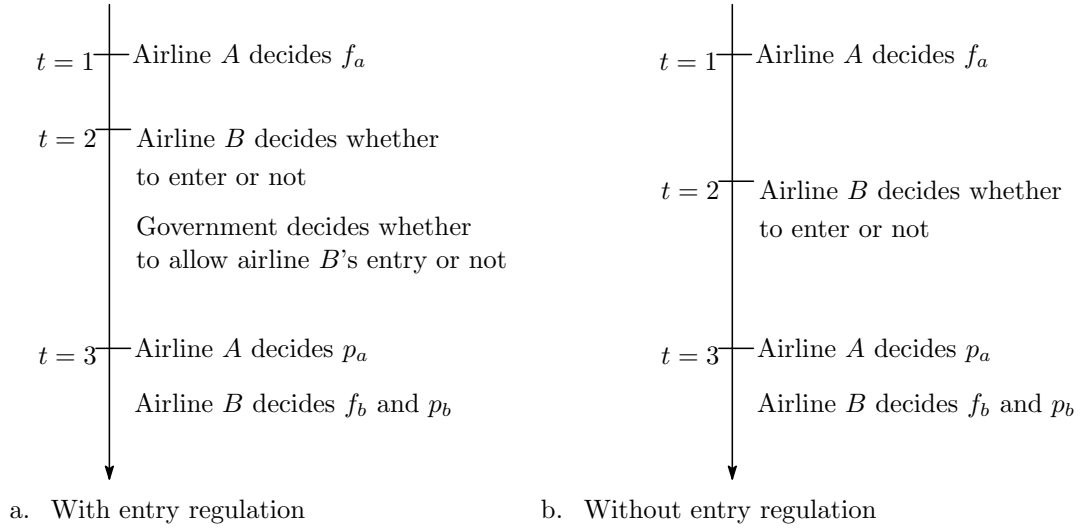 t = 1 Airline A decides f_a
t = 2 Airline B decides whether
to enter or not
Government decides whether
to allow airline B's entry or not
t = 3 Airline A decides p_a
Airline B decides f_b and p_b
a. With entry regulation
t = 1 Airline A decides f_a
t = 2 Airline B decides whether
to enter or not
t = 3 Airline A decides p_a
Airline B decides f_b and p_b
b. Without entry regulation